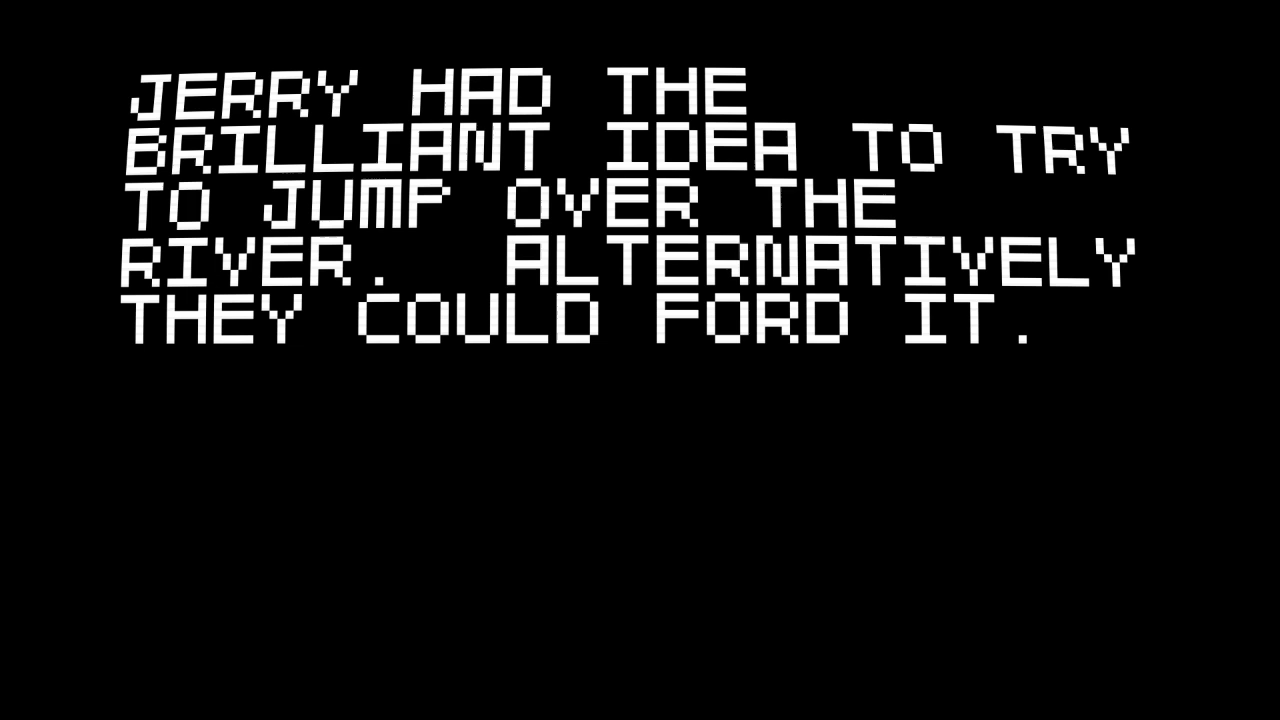 JERRY HAD THE
BRILLIANT IDEA TO TRY
TO JUMP OVER THE
RIVER.  ALTERNATIVELY
THEY COULD FORD IT.